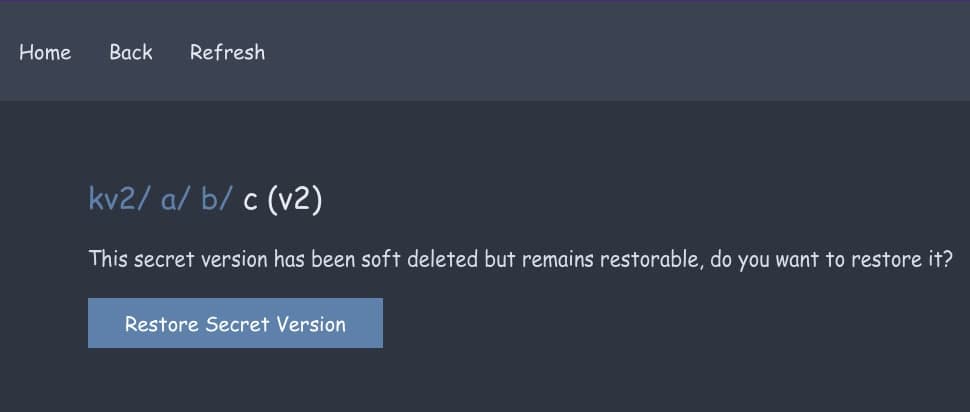 Home Back Refresh
kv2/ a/ b/ c (v2)
This secret version has been soft deleted but remains restorable, do you want to restore it?
Restore Secret Version